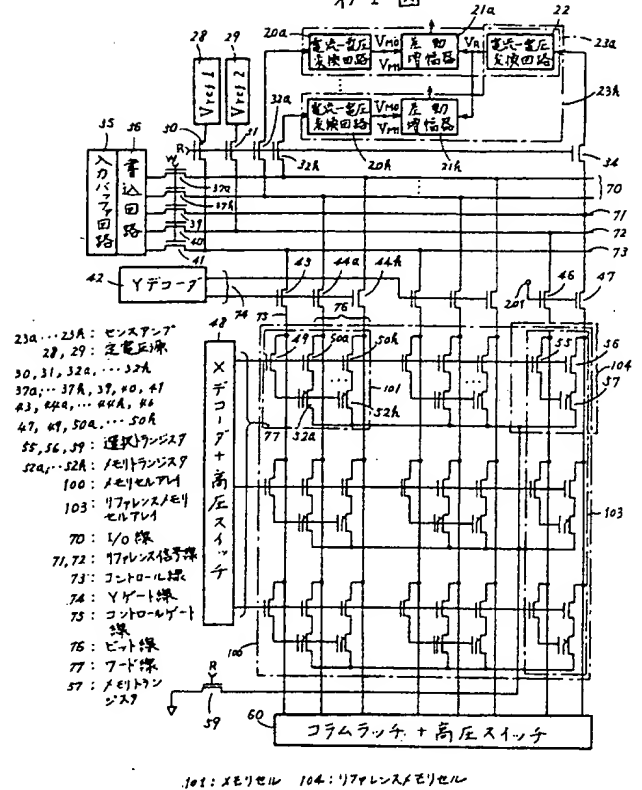 第1図
20a
21a
22
28
29
電流-電圧
変換回路
VM0
VM1
差動
増幅器
VR
電流-電圧
変換回路
23a
Vref 1
Vref 2
32a
23h
電流-電圧
変換回路
VM0
VM1
差動
増幅器
20h
21h
35
36
30
R
31
32h
34
入力バッファ回路
書込回路
W
37a
37h
39
40
41
70
71
72
73
42
Yデコーダ
74
43
44a
44h
46
47
201
75
76
48
Xデコーダ+高圧スイッチ
49
50a
50h
101
52a
52h
77
55
56
104
57
103
100
23a…23h:センスアンプ
28, 29:定電圧源
30, 31, 32a, …32h
37a, …37h, 39, 40, 41
43, 44a, …44h, 46
47, 49, 50a, …50h
55, 56, 59:選択トランジスタ
52a, …52h:メモリトランジスタ
100:メモリセルアレイ
103:リファレンスメモリ
セルアレイ
70:I/O線
71, 72:リファレンス信号線
73:コントロール線
74:Yゲート線
75:コントロールゲート
線
76:ビット線
77:ワード線
57:メモリトラン
ジスタ
R
59
60
コラムラッチ+高圧スイッチ
101:メモリセル 104:リファレンスメモリセル